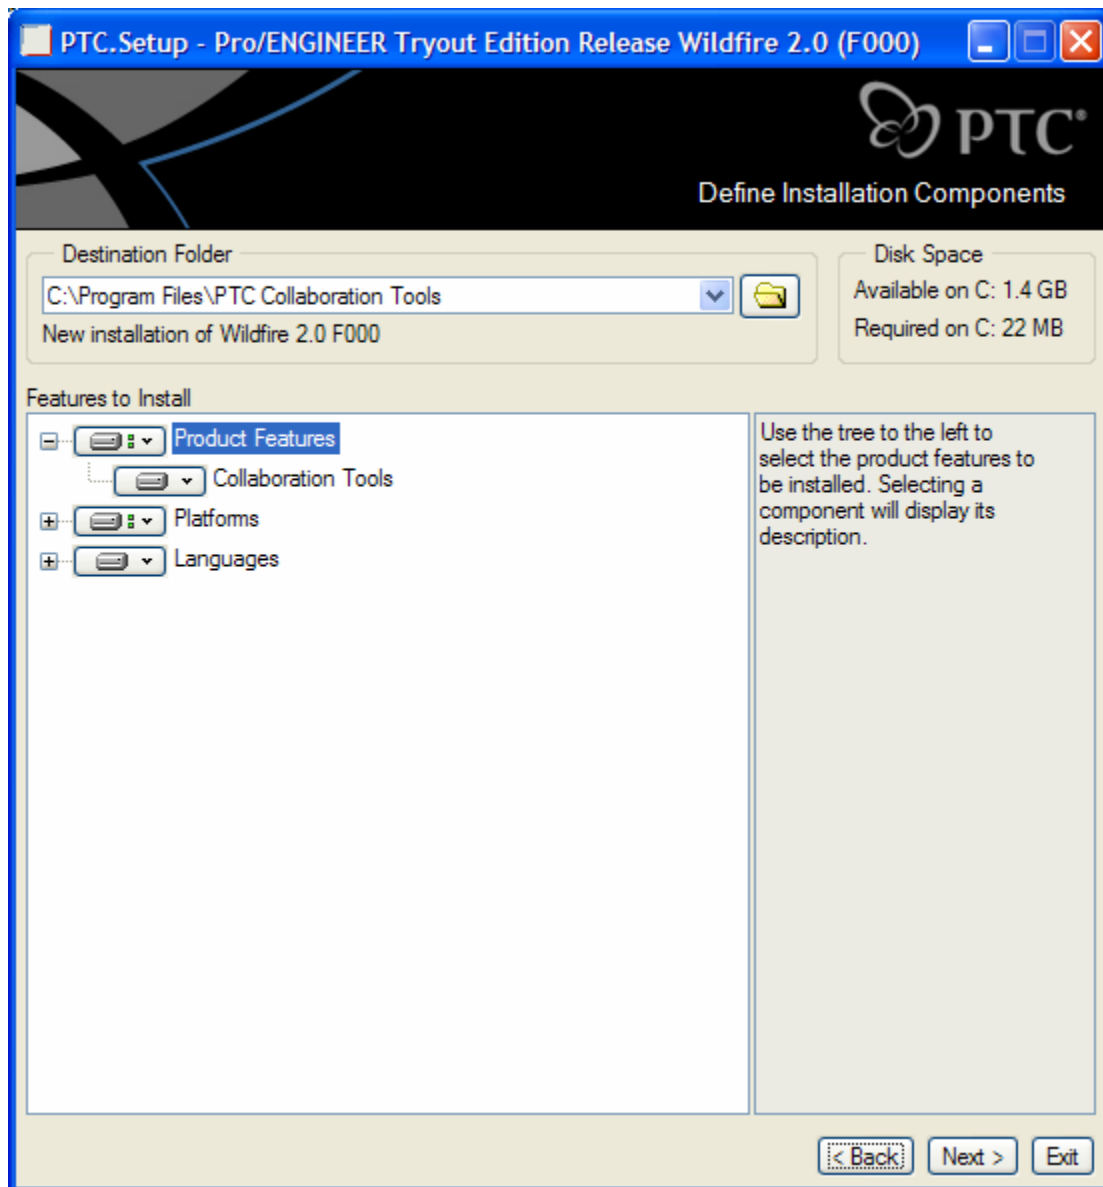 PTC.Setup - Pro/ENGINEER Tryout Edition Release Wildfire 2.0 (F000)
PTC®
Define Installation Components
Destination Folder
C:\Program Files\PTC Collaboration Tools
New installation of Wildfire 2.0 F000
Disk Space
Available on C: 1.4 GB
Required on C: 22 MB
Features to Install
Product Features
Collaboration Tools
Platforms
Languages
Use the tree to the left to
select the product features to
be installed. Selecting a
component will display its
description.
< Back
Next >
Exit